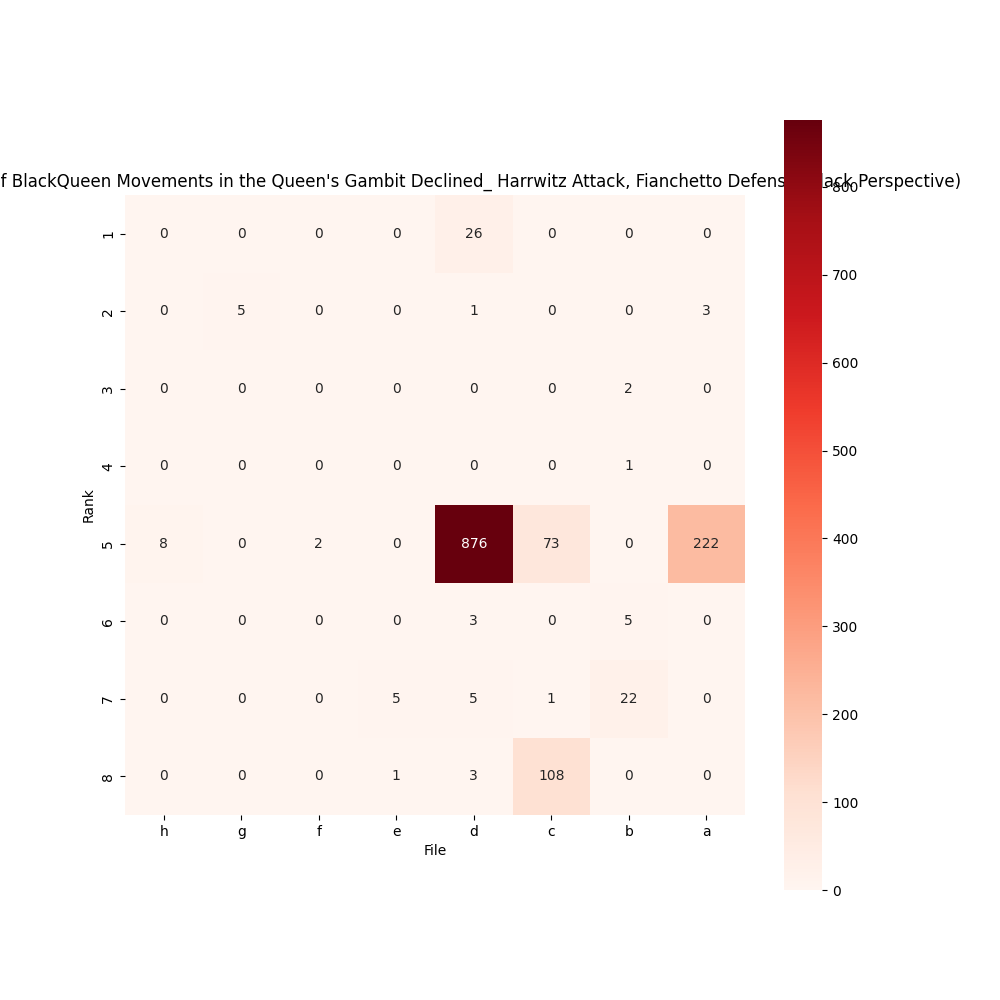 f BlackQueen Movements in the Queen's Gambit Declined_ Harrwitz Attack, Fianchetto Defens lack Perspective)
800
700
600
500
400
300
200
100
0
Rank
1 0 0 0 0 26 0 0 0
2 0 5 0 0 1 0 0 3
3 0 0 0 0 0 0 2 0
4 0 0 0 0 0 0 1 0
5 8 0 2 0 876 73 0 222
6 0 0 0 0 3 0 5 0
7 0 0 0 5 5 1 22 0
8 0 0 0 1 3 108 0 0
h g f e d c b a
File